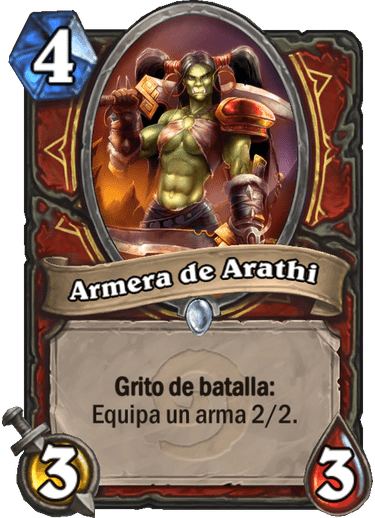 4
Armera de Arathi
Grito de batalla:
Equipa un arma 2/2.
3
3